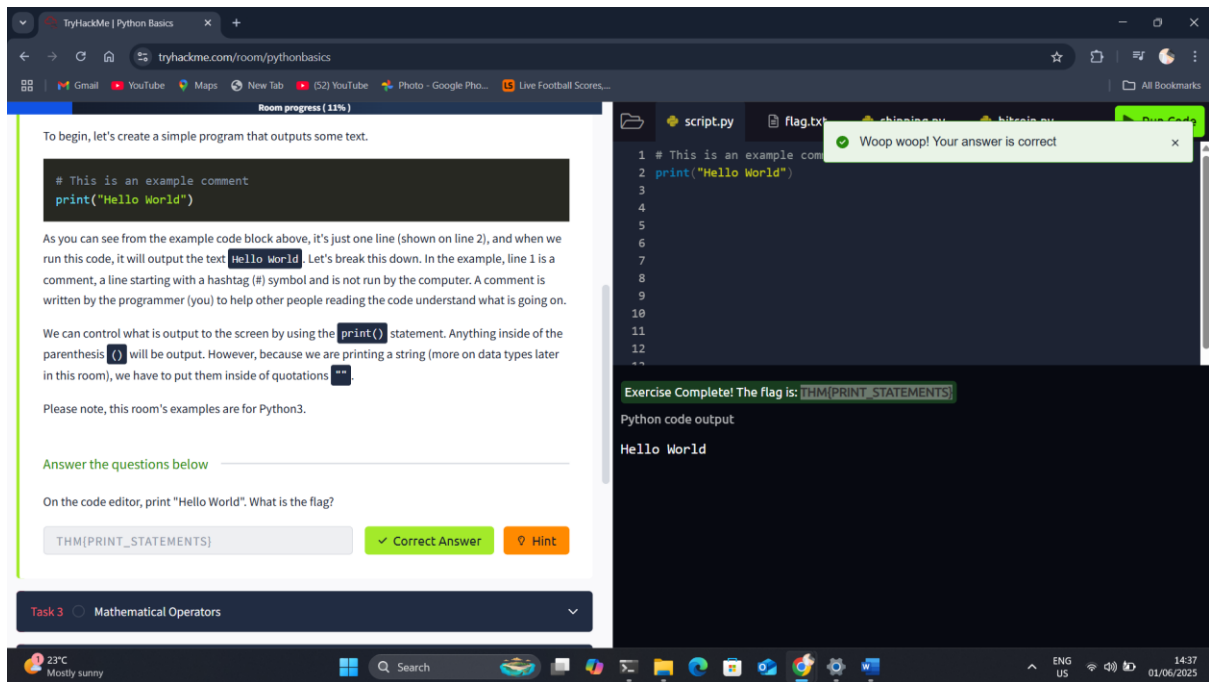 TryHackMe | Python Basics
tryhackme.com/room/pythonbasics
Gmail YouTube Maps New Tab (52) YouTube Photo - Google Pho... LS Live Football Scores,... All Bookmarks
Room progress ( 11% )
To begin, let's create a simple program that outputs some text.
# This is an example comment
print("Hello World")
As you can see from the example code block above, it's just one line (shown on line 2), and when we
run this code, it will output the text Hello World . Let's break this down. In the example, line 1 is a
comment, a line starting with a hashtag (#) symbol and is not run by the computer. A comment is
written by the programmer (you) to help other people reading the code understand what is going on.
We can control what is output to the screen by using the print() statement. Anything inside of the
parenthesis () will be output. However, because we are printing a string (more on data types later
in this room), we have to put them inside of quotations "" .
Please note, this room's examples are for Python3.
Answer the questions below
On the code editor, print "Hello World". What is the flag?
THM{PRINT_STATEMENTS}
Correct Answer
Hint
Task 3 Mathematical Operators
script.py flag.txt shipping.py bitcoin.py Run Code
Woop woop! Your answer is correct
1 # This is an example com
2 print("Hello World")
3
4
5
6
7
8
9
10
11
12
Exercise Complete! The flag is: THM{PRINT_STATEMENTS}
Python code output
Hello World
1
23°C
Mostly sunny
Search
ENG
US
14:37
01/06/2025